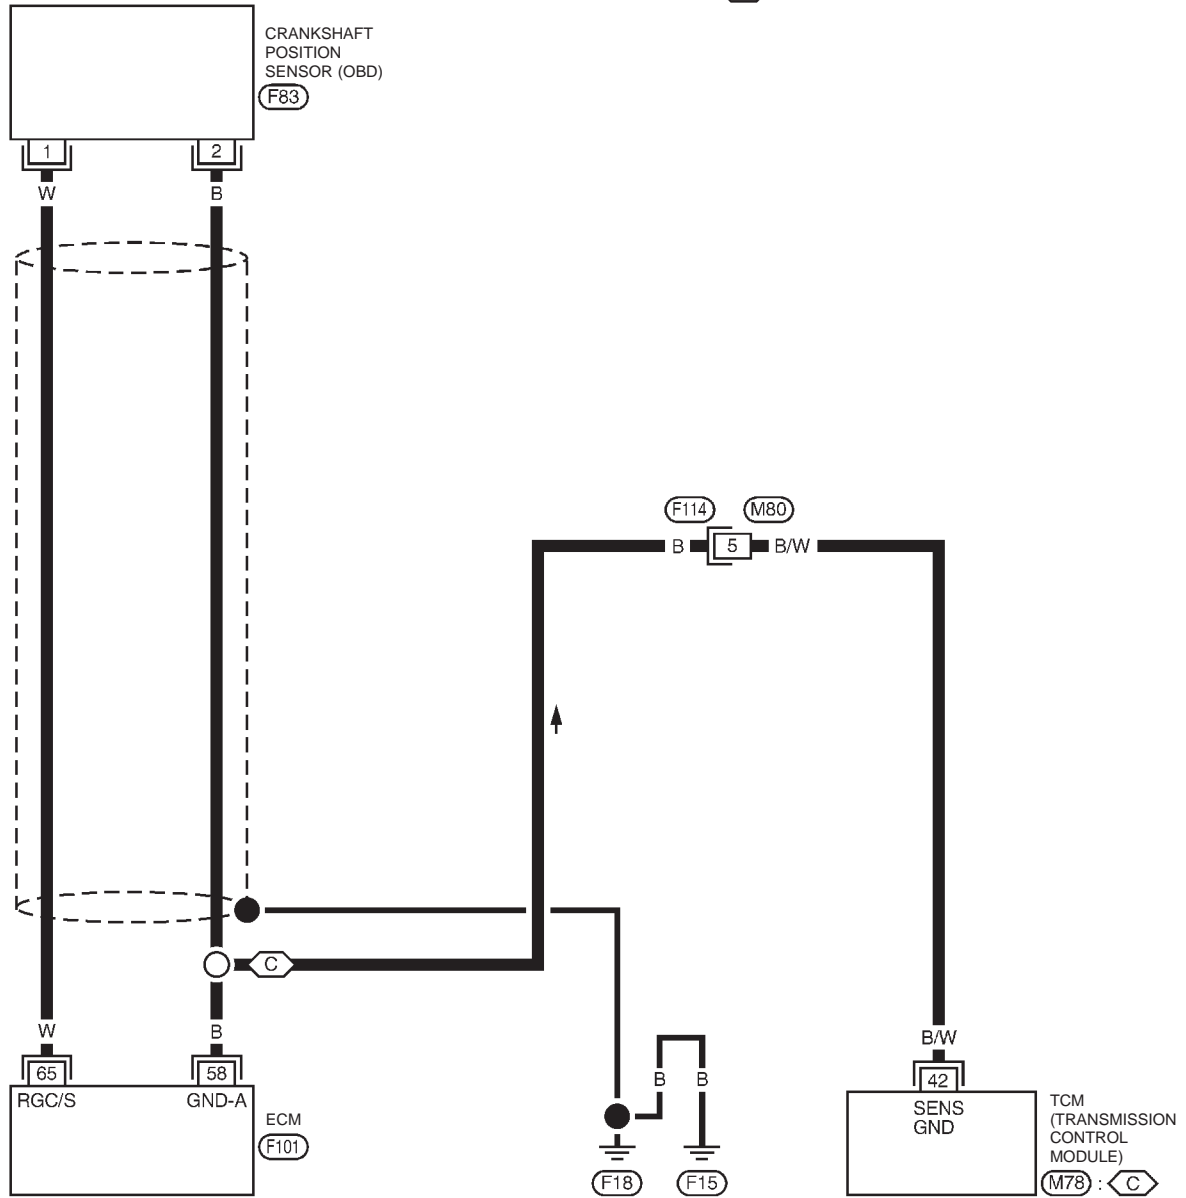 CRANKSHAFT
POSITION
SENSOR (OBD)
F83
1
2
W
B
F114
M80
B
5
B/W
C
W
B
B/W
65
58
42
RGC/S
GND-A
ECM
F101
B
B
F18
F15
SENS
GND
TCM
(TRANSMISSION
CONTROL
MODULE)
M78 : C